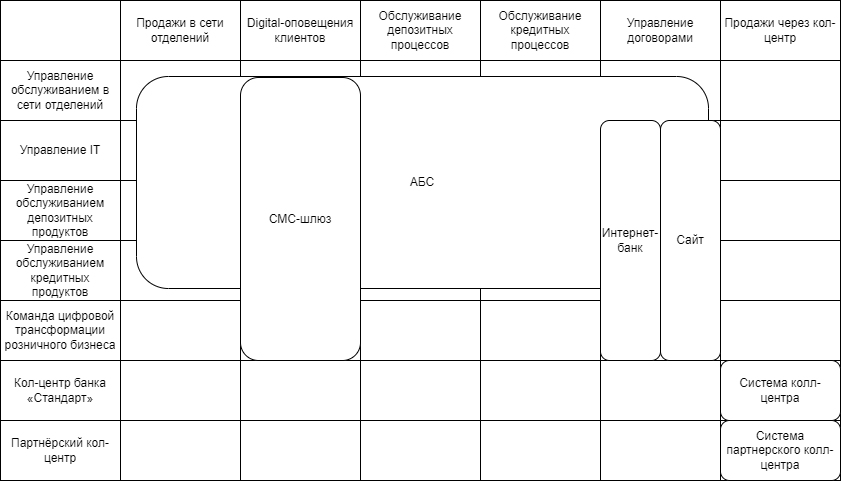 Продажи в сети
отделений
Digital-оповещения
клиентов
Обслуживание
депозитных
процессов
Обслуживание
кредитных
процессов
Управление
договорами
Продажи через кол-
центр
Управление
обслуживанием в
сети отделений
Управление IT
Управление
обслуживанием
депозитных
продуктов
Управление
обслуживанием
кредитных
продуктов
Команда цифровой
трансформации
розничного бизнеса
Кол-центр банка
«Стандарт»
Партнёрский кол-
центр
АБС
СМС-шлюз
Интернет-
банк
Сайт
Система колл-
центра
Система
партнерского колл-
центра